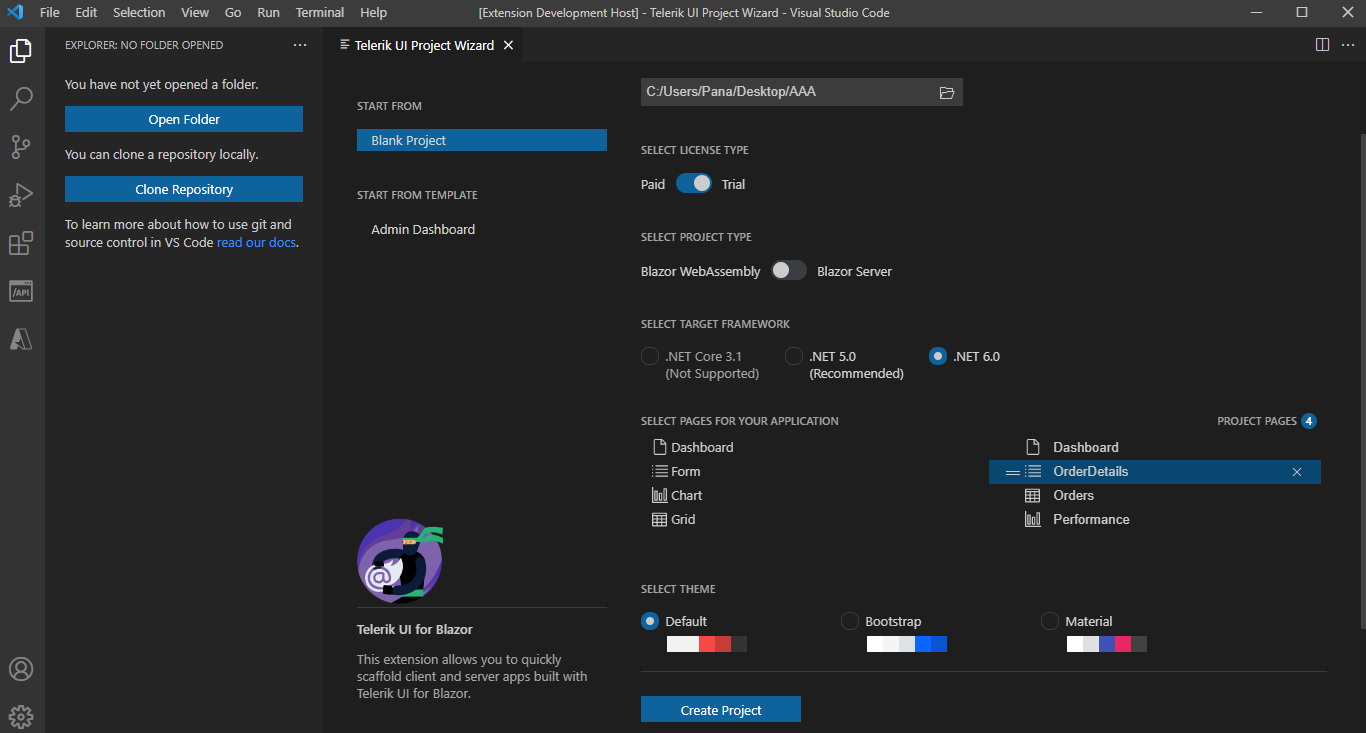 File Edit Selection View Go Run Terminal Help [Extension Development Host] - Telerik UI Project Wizard - Visual Studio Code
EXPLORER: NO FOLDER OPENED
You have not yet opened a folder.
Open Folder
You can clone a repository locally.
Clone Repository
To learn more about how to use git and
source control in VS Code read our docs.
/API
Telerik UI Project Wizard
START FROM
Blank Project
START FROM TEMPLATE
Admin Dashboard
@
Telerik UI for Blazor
This extension allows you to quickly
scaffold client and server apps built with
Telerik UI for Blazor.
C:/Users/Pana/Desktop/AAA
SELECT LICENSE TYPE
Paid Trial
SELECT PROJECT TYPE
Blazor WebAssembly Blazor Server
SELECT TARGET FRAMEWORK
.NET Core 3.1
(Not Supported)
.NET 5.0
(Recommended)
.NET 6.0
SELECT PAGES FOR YOUR APPLICATION
Dashboard
Form
Chart
Grid
PROJECT PAGES 4
Dashboard
OrderDetails
Orders
Performance
SELECT THEME
Default Bootstrap Material
Create Project